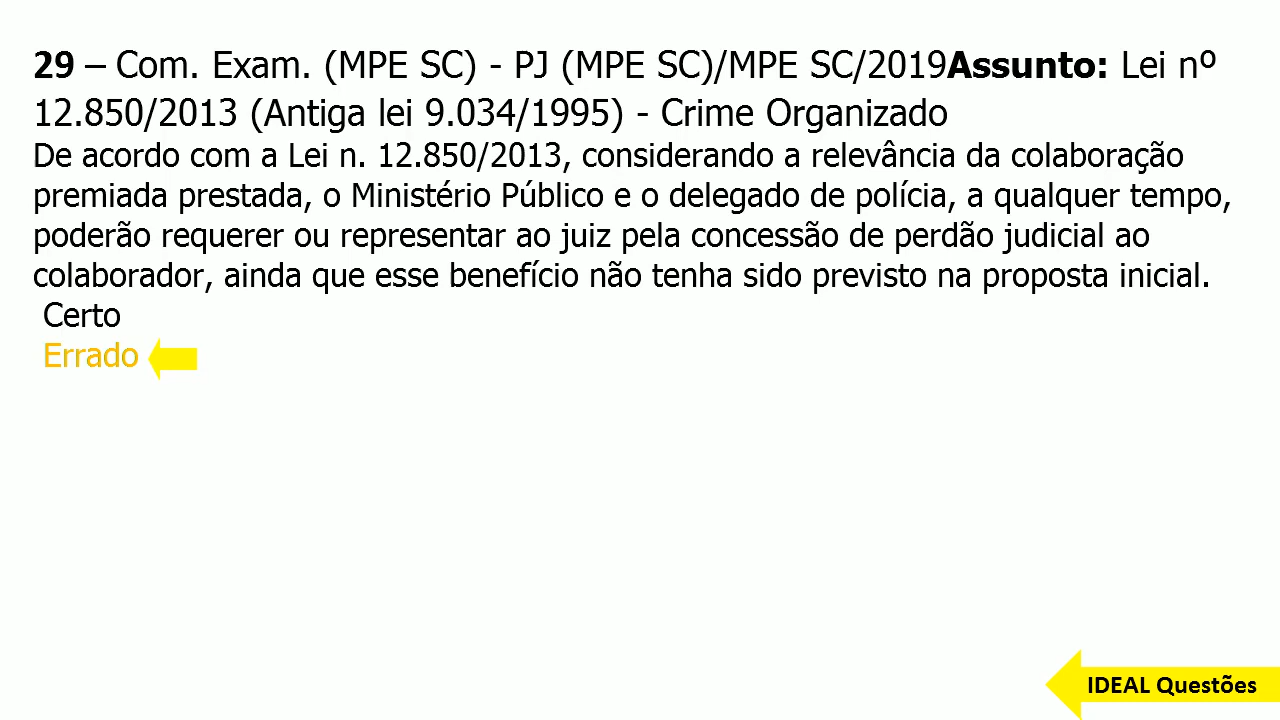 29 – Com. Exam. (MPE SC) - PJ (MPE SC)/MPE SC/2019Assunto: Lei nº
12.850/2013 (Antiga lei 9.034/1995) - Crime Organizado
De acordo com a Lei n. 12.850/2013, considerando a relevância da colaboração
premiada prestada, o Ministério Público e o delegado de polícia, a qualquer tempo,
poderão requerer ou representar ao juiz pela concessão de perdão judicial ao
colaborador, ainda que esse benefício não tenha sido previsto na proposta inicial.
Certo
Errado
IDEAL Questões